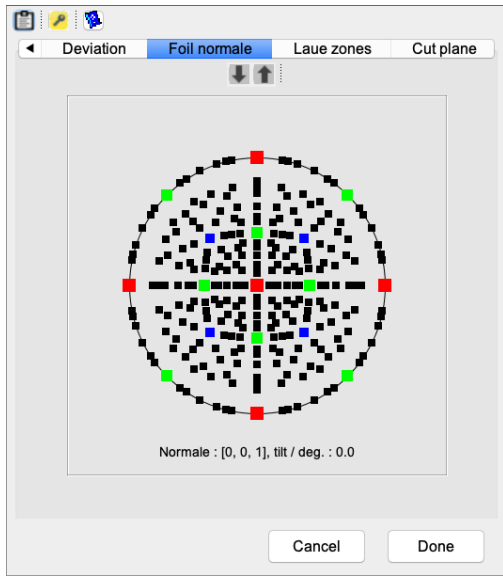 Deviation Foil normale Laue zones Cut plane
Normale : [0, 0, 1], tilt / deg. : 0.0
Cancel Done